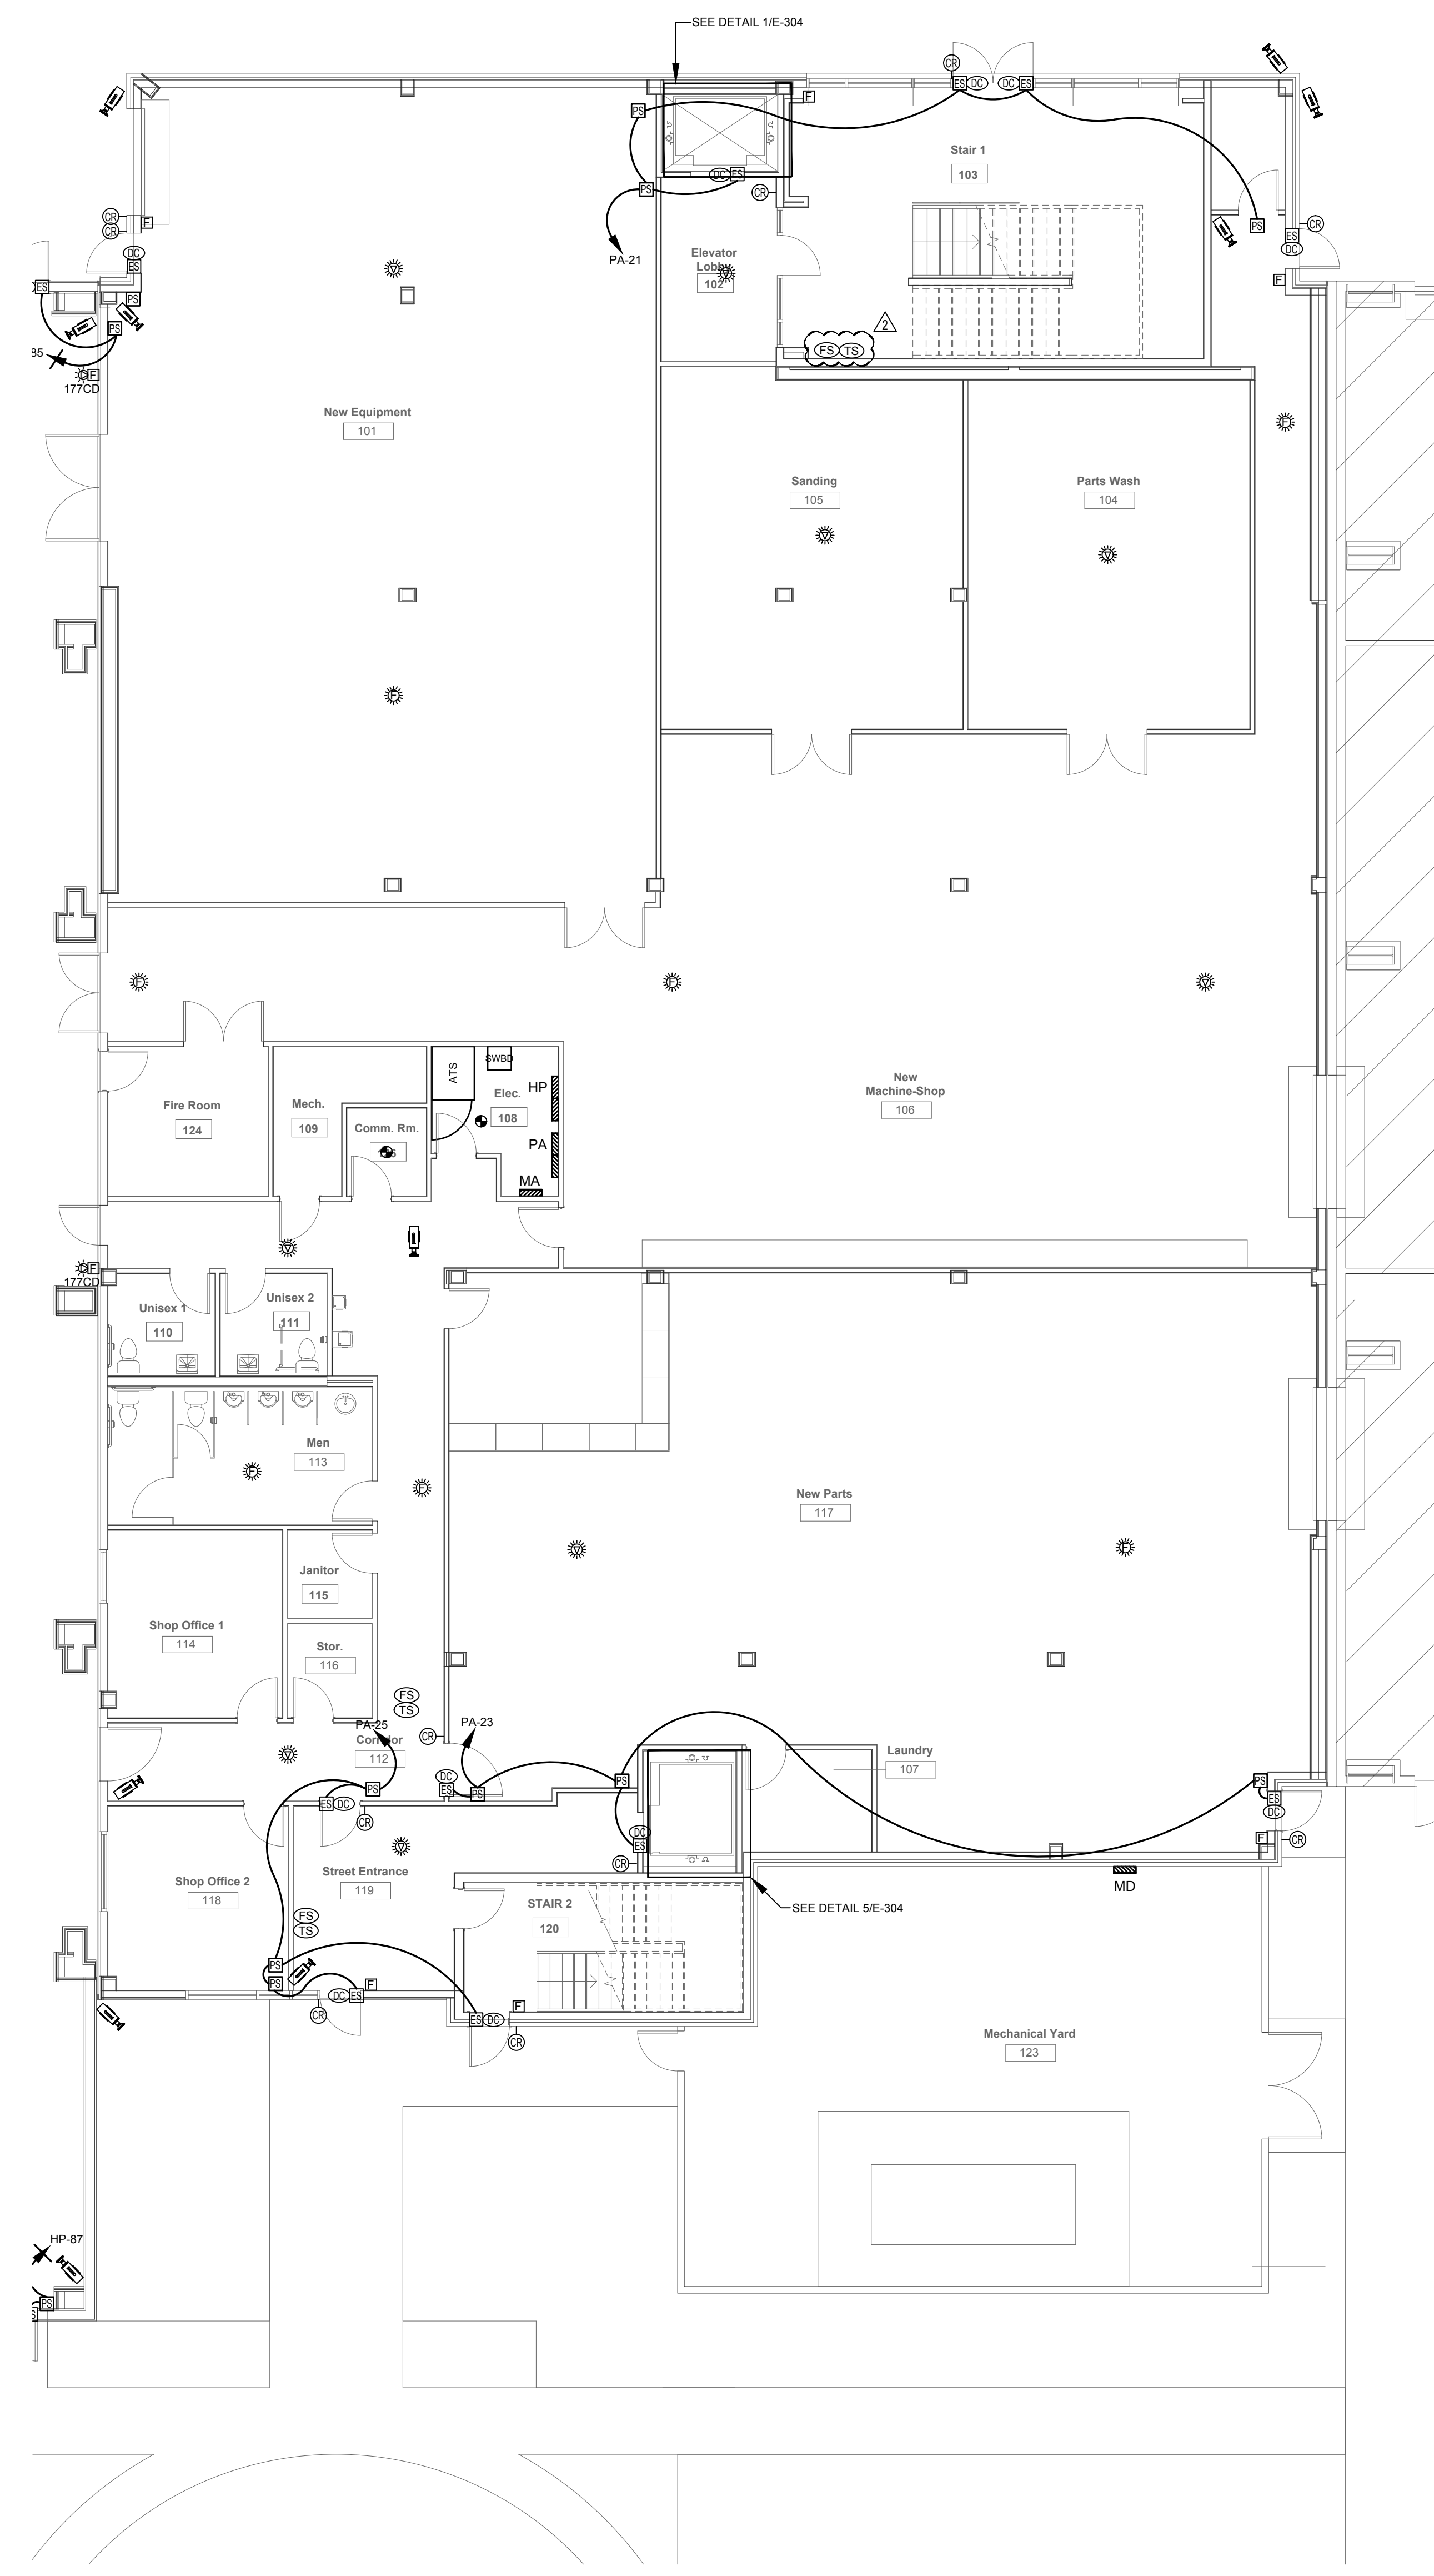 SEE DETAIL 1/E-304
CR
ES
DC
DC
ES
F
PS
Stair 1
103
DC
ES
PS
CR
CR
CR
F
PS
CR
ES
DC
DC
ES
PA-21
Elevator
Lobby
102
F
ES
PS
PS
2
FS
TS
85
F
177CD
New Equipment
101
F
Sanding
105
Parts Wash
104
F
F
F
ATS
SWBD
HP
Elec.
108
PA
MA
Fire Room
124
Mech.
109
Comm. Rm.
New
Machine-Shop
106
F
177CD
Unisex 1
110
Unisex 2
111
Men
113
F
F
New Parts
117
F
Janitor
115
Shop Office 1
114
Stor.
116
FS
TS
PA-25
PA-23
CR
Corridor
112
Laundry
107
DC
ES
PS
PS
PS
PS
ES
DC
ES
DC
CR
DC
ES
CR
F
CR
Street Entrance
119
Shop Office 2
118
MD
SEE DETAIL 5/E-304
STAIR 2
120
FS
TS
PS
PS
DC
ES
F
CR
ES
DC
F
CR
Mechanical Yard
123
HP-87
PS